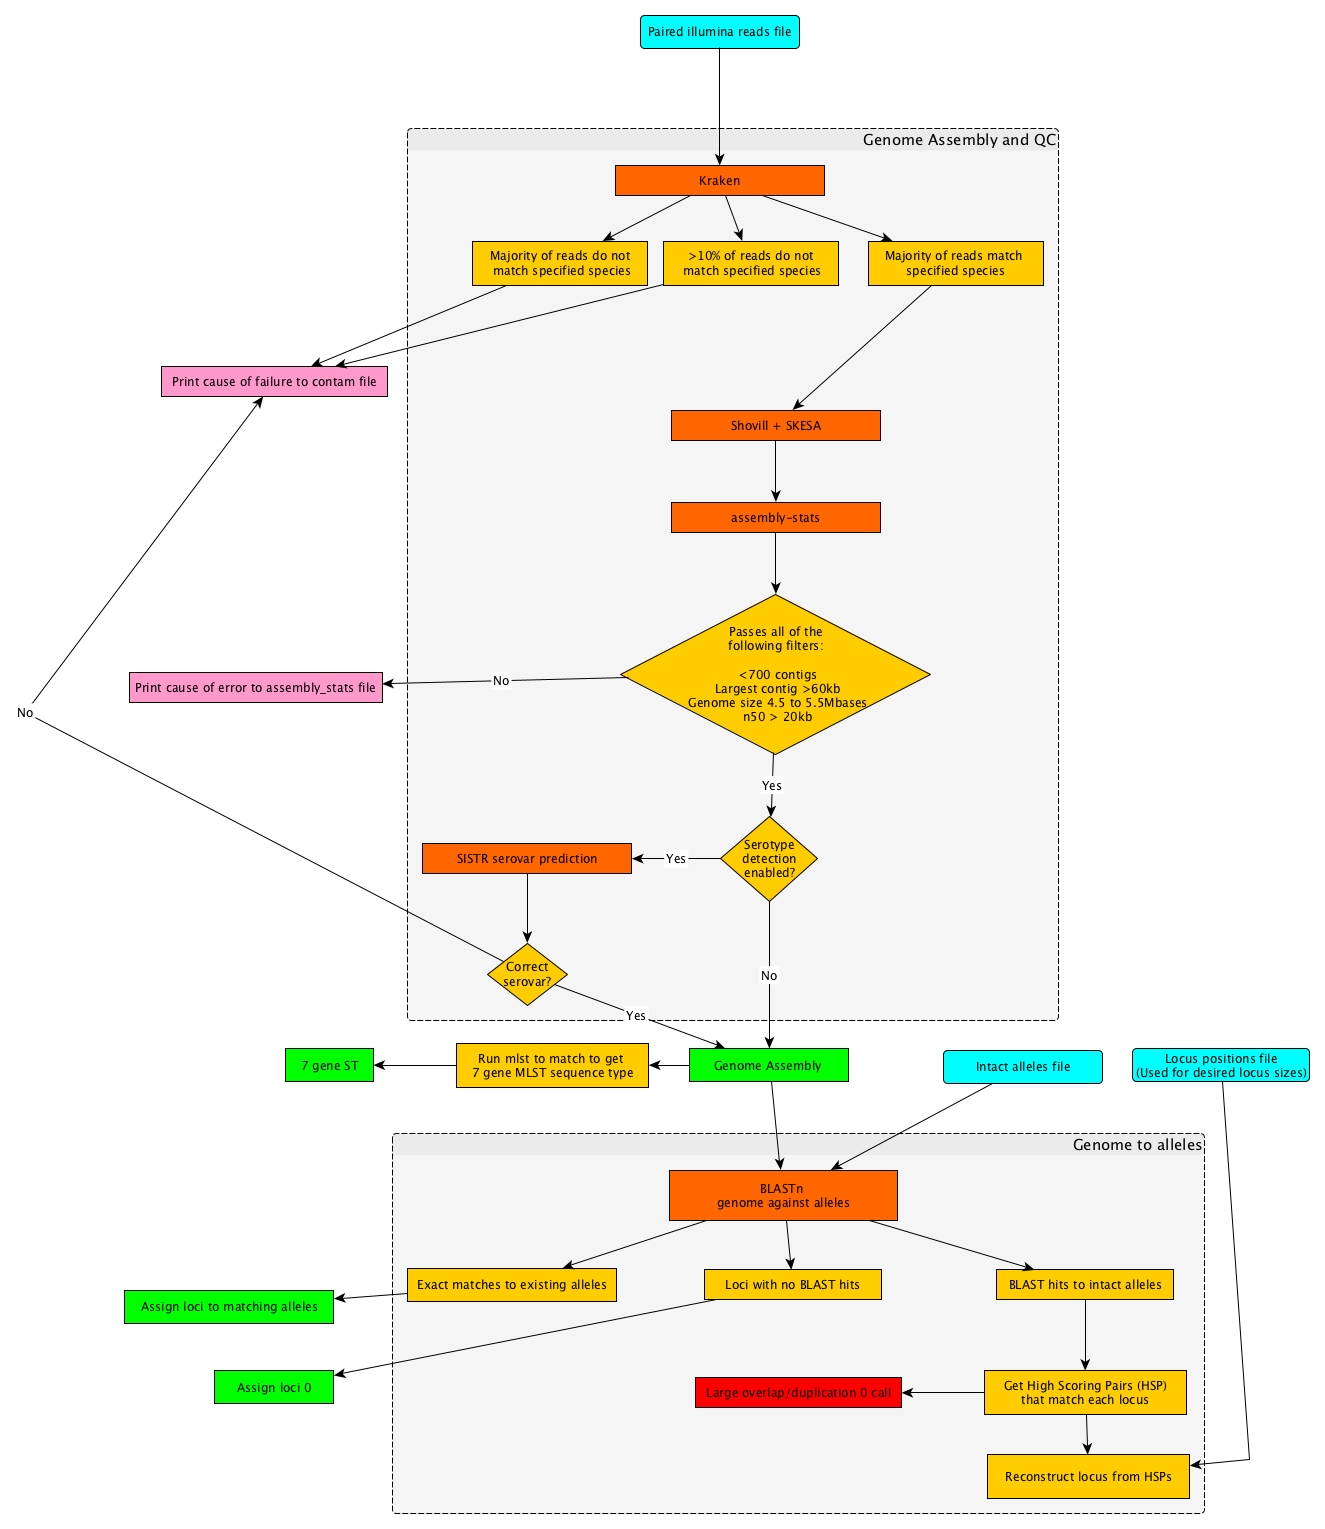 Paired illumina reads file
Genome Assembly and QC
Kraken
Majority of reads do not
match specified species
>10% of reads do not
match specified species
Majority of reads match
specified species
Print cause of failure to contam file
Shovill + SKESA
assembly-stats
Passes all of the
following filters:
<700 contigs
Largest contig >60kb
Genome size 4.5 to 5.5Mbases
n50 > 20kb
No
Print cause of error to assembly_stats file
No
Yes
Serotype
detection
enabled?
Yes
SISTR serovar prediction
Correct
serovar?
No
Yes
7 gene ST
Run mlst to match to get
7 gene MLST sequence type
Genome Assembly
Intact alleles file
Locus positions file
(Used for desired locus sizes)
Genome to alleles
BLASTn
genome against alleles
Exact matches to existing alleles
Loci with no BLAST hits
BLAST hits to intact alleles
Assign loci to matching alleles
Assign loci 0
Large overlap/duplication 0 call
Get High Scoring Pairs (HSP)
that match each locus
Reconstruct locus from HSPs